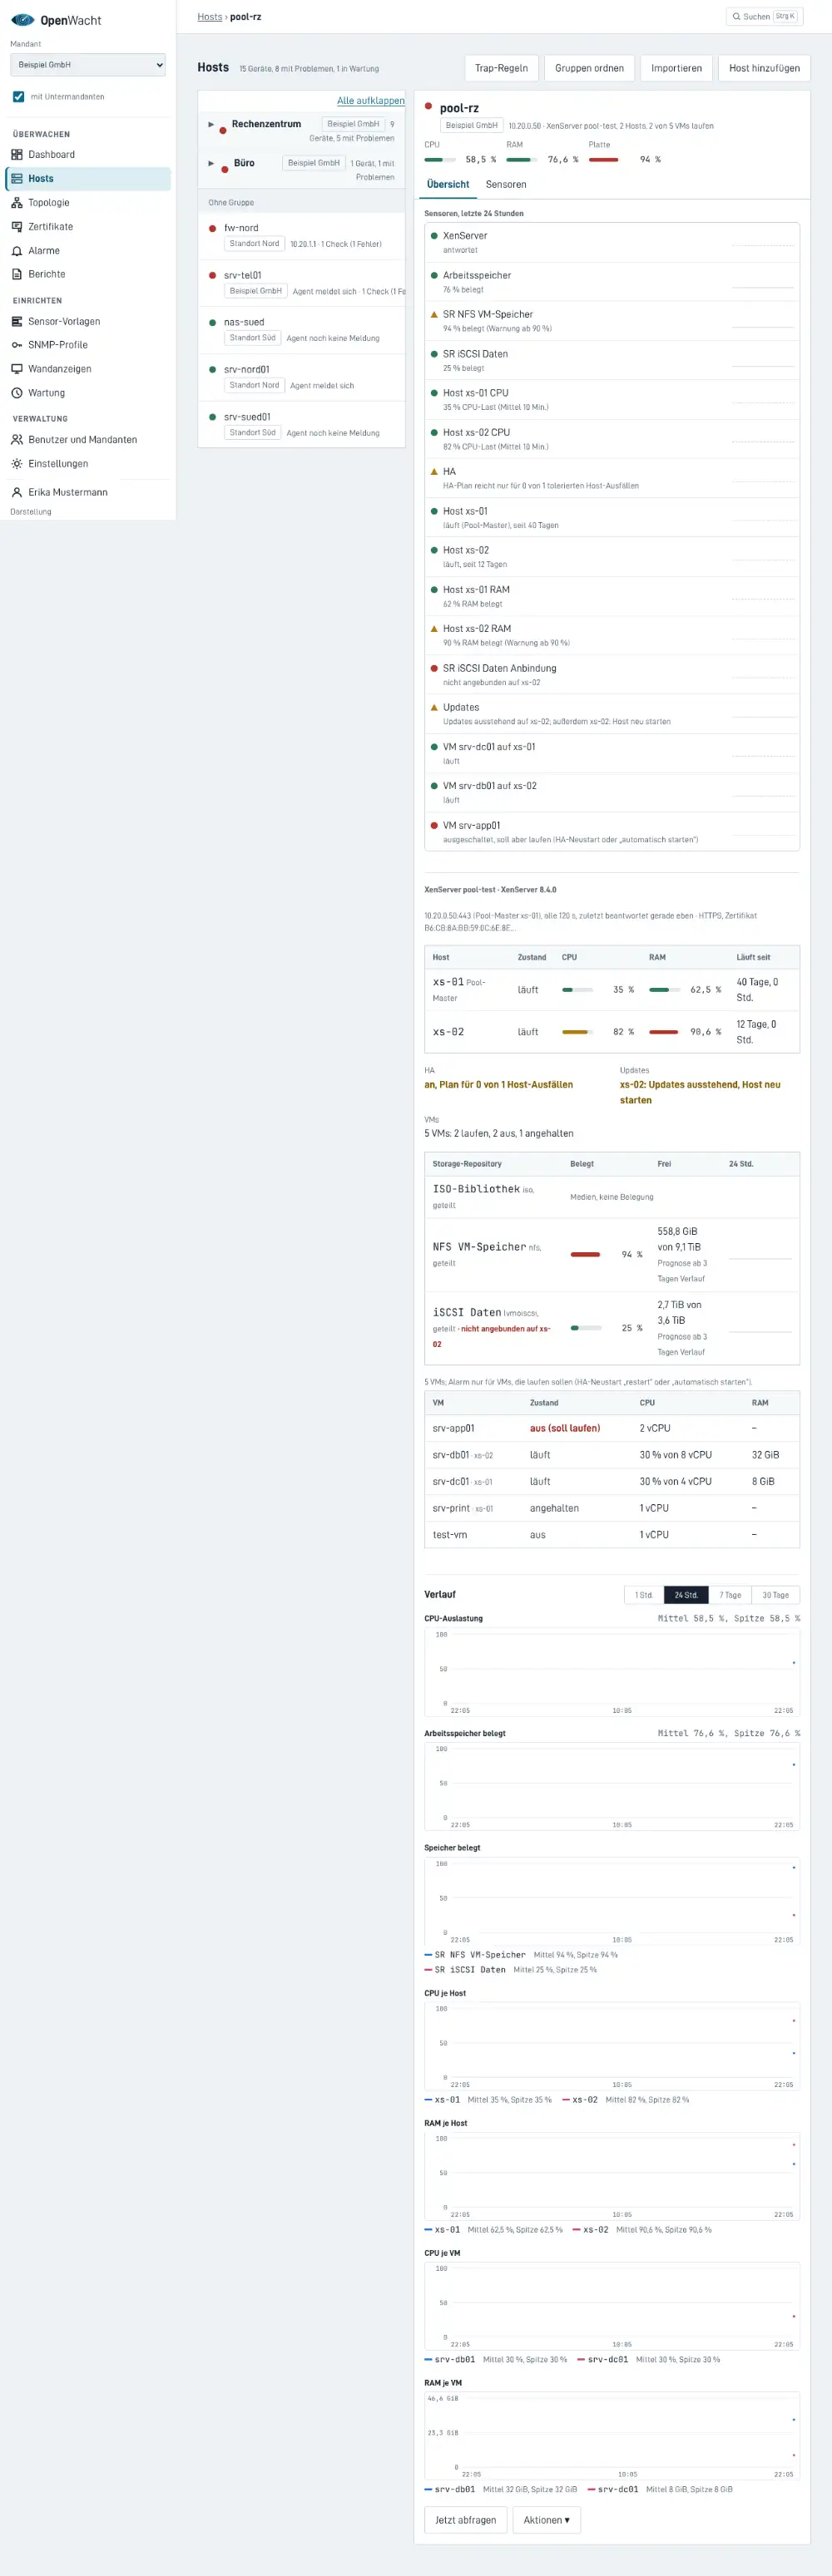 OpenWacht
Mandant
Beispiel GmbH
mit Untermandanten
ÜBERWACHEN
Dashboard
Hosts
Topologie
Zertifikate
Alarme
Berichte
EINRICHTEN
Sensor-Vorlagen
SNMP-Profile
Wandanzeigen
Wartung
VERWALTUNG
Benutzer und Mandanten
Einstellungen
Erika Mustermann
Darstellung
Hosts › pool-rz
Suchen Strg K
Hosts 15 Geräte, 8 mit Problemen, 1 in Wartung
Trap-Regeln Gruppen ordnen Importieren Host hinzufügen
Alle aufklappen
Rechenzentrum Beispiel GmbH 9
Geräte, 5 mit Problemen
Büro Beispiel GmbH 1 Gerät, 1 mit
Problemen
Ohne Gruppe
fw-nord
Standort Nord 10.20.1.1 · 1 Check (1 Fehler)
srv-tel01
Beispiel GmbH Agent meldet sich · 1 Check (1 Fe
nas-sued
Standort Süd Agent noch keine Meldung
srv-nord01
Standort Nord Agent meldet sich
srv-sued01
Standort Süd Agent noch keine Meldung
pool-rz
Beispiel GmbH 10.20.0.50 · XenServer pool-test, 2 Hosts, 2 von 5 VMs laufen
CPU RAM Platte
58,5 % 76,6 % 94 %
Übersicht Sensoren
Sensoren, letzte 24 Stunden
XenServer
antwortet
Arbeitsspeicher
76 % belegt
SR NFS VM-Speicher
94 % belegt (Warnung ab 90 %)
SR iSCSI Daten
25 % belegt
Host xs-01 CPU
35 % CPU-Last (Mittel 10 Min.)
Host xs-02 CPU
82 % CPU-Last (Mittel 10 Min.)
HA
HA-Plan reicht nur für 0 von 1 tolerierten Host-Ausfällen
Host xs-01
läuft (Pool-Master), seit 40 Tagen
Host xs-02
läuft, seit 12 Tagen
Host xs-01 RAM
62 % RAM belegt
Host xs-02 RAM
90 % RAM belegt (Warnung ab 90 %)
SR iSCSI Daten Anbindung
nicht angebunden auf xs-02
Updates
Updates ausstehend auf xs-02; außerdem xs-02: Host neu starten
VM srv-dc01 auf xs-01
läuft
VM srv-db01 auf xs-02
läuft
VM srv-app01
ausgeschaltet, soll aber laufen (HA-Neustart oder „automatisch starten")
XenServer pool-test · XenServer 8.4.0
10.20.0.50:443 (Pool-Master xs-01), alle 120 s, zuletzt beantwortet gerade eben · HTTPS, Zertifikat
B6:CB:8A:BB:59:0C:6E:8E…
Host Zustand CPU RAM Läuft seit
xs-01 Pool-Master läuft 35 % 62,5 % 40 Tage, 0 Std.
xs-02 läuft 82 % 90,6 % 12 Tage, 0 Std.
HA Updates
an, Plan für 0 von 1 Host-Ausfällen xs-02: Updates ausstehend, Host neu
starten
VMs
5 VMs: 2 laufen, 2 aus, 1 angehalten
Storage-Repository Belegt Frei 24 Std.
ISO-Bibliothek iso, geteilt Medien, keine Belegung
NFS VM-Speicher nfs, geteilt 94 % 558,8 GiB von 9,1 TiB Prognose ab 3 Tagen Verlauf
iSCSI Daten lvmoiscsi, geteilt · nicht angebunden auf xs-02 25 % 2,7 TiB von 3,6 TiB Prognose ab 3 Tagen Verlauf
5 VMs; Alarm nur für VMs, die laufen sollen (HA-Neustart „restart" oder „automatisch starten").
VM Zustand CPU RAM
srv-app01 aus (soll laufen) 2 vCPU –
srv-db01 · xs-02 läuft 30 % von 8 vCPU 32 GiB
srv-dc01 · xs-01 läuft 30 % von 4 vCPU 8 GiB
srv-print · xs-01 angehalten 1 vCPU –
test-vm aus 1 vCPU –
Verlauf 1 Std. 24 Std. 7 Tage 30 Tage
CPU-Auslastung Mittel 58,5 %, Spitze 58,5 %
100
50
0
22:05 10:05 22:05
Arbeitsspeicher belegt Mittel 76,6 %, Spitze 76,6 %
100
50
0
22:05 10:05 22:05
Speicher belegt
100
50
0
22:05 10:05 22:05
SR NFS VM-Speicher Mittel 94 %, Spitze 94 %
SR iSCSI Daten Mittel 25 %, Spitze 25 %
CPU je Host
100
50
0
22:05 10:05 22:05
xs-01 Mittel 35 %, Spitze 35 % xs-02 Mittel 82 %, Spitze 82 %
RAM je Host
100
50
0
22:05 10:05 22:05
xs-01 Mittel 62,5 %, Spitze 62,5 % xs-02 Mittel 90,6 %, Spitze 90,6 %
CPU je VM
100
50
0
22:05 10:05 22:05
srv-db01 Mittel 30 %, Spitze 30 % srv-dc01 Mittel 30 %, Spitze 30 %
RAM je VM
46,6 GiB
23,3 GiB
0
22:05 10:05 22:05
srv-db01 Mittel 32 GiB, Spitze 32 GiB srv-dc01 Mittel 8 GiB, Spitze 8 GiB
Jetzt abfragen Aktionen ▾